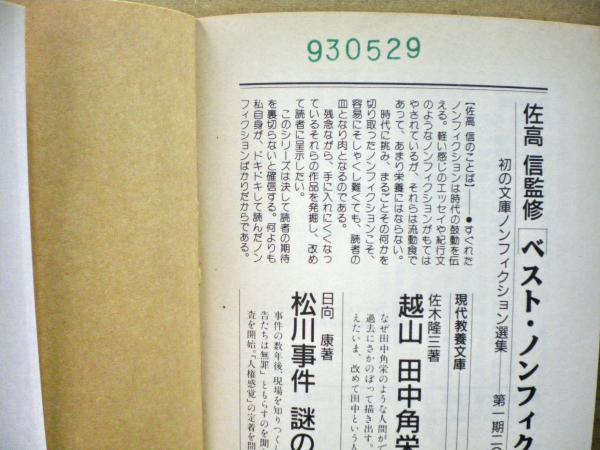 930529
佐高 信監修 ベスト・ノンフィク
初の文庫ノンフィクション選集 第一期二〇
【佐高 信のことば】——●すぐれた
ノンフィクションは時代の鼓動を伝
える。軽い感じのエッセイや紀行文
のようなノンフィクションがもては
やされているが、それらは流動食で
あって、あまり栄養にはならない。
時代に挑み、まるごとその何かを
切り取ったノンフィクションこそ、
容易にそしゃくし難くても、読者の
血となり肉となるのである。
残念ながら、手に入れにくくなっ
ているそれらの作品を発掘し、改め
て読者に呈示したい。
このシリーズは決して読者の期待
を裏切らないと確信する。何よりも
私自身が、ドキドキして読んだノン
フィクションばかりだからである。
現代教養文庫
佐木隆三著
越山 田中角栄
なぜ田中角栄のような人間がで
過去にさかのぼって描き出す。
えたいま、改めて田中という人
日向 康著
松川事件 謎の
事件の数年後、現場を知りつくし
告たちは無罪”ともらすのを聞
査を開始。「人権感覚」の定着を問